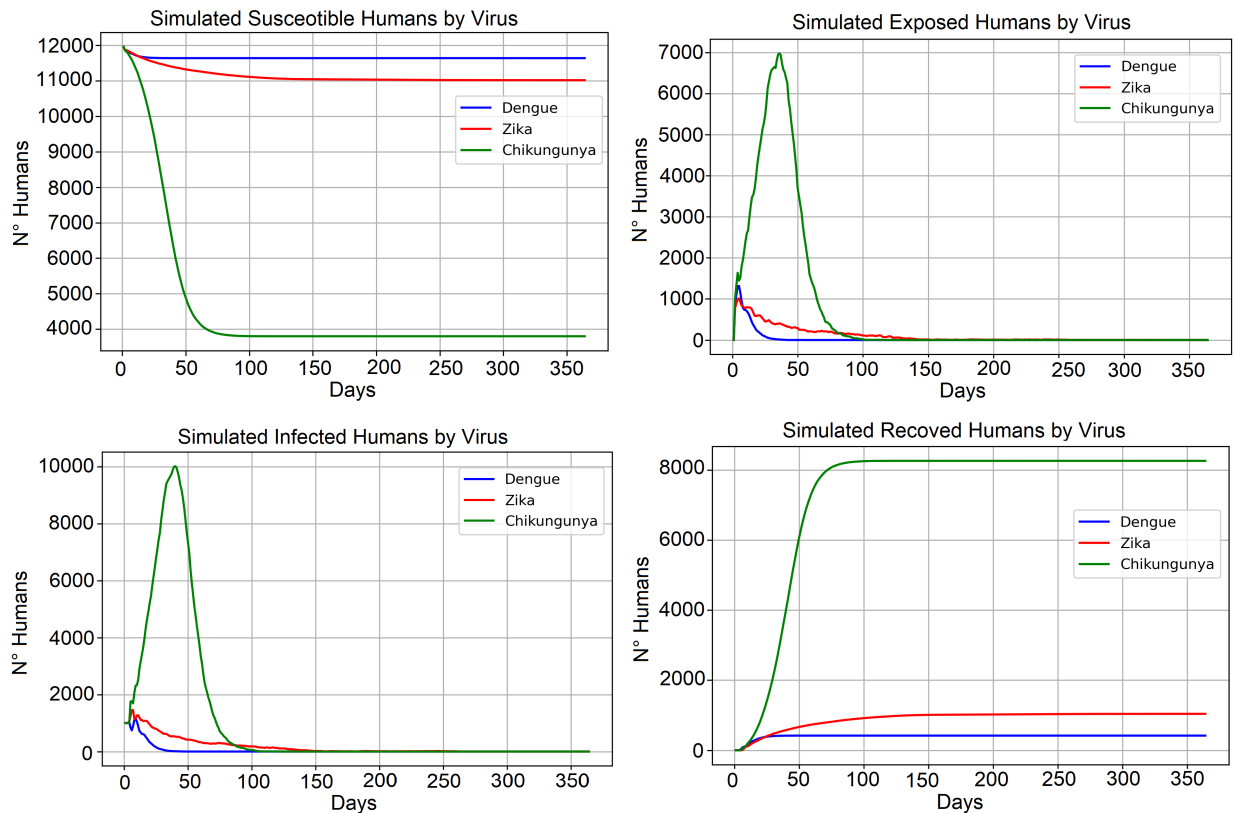 Simulated Susceotible Humans by Virus
12000
11000
10000
9000
8000
7000
6000
5000
4000
N° Humans
Dengue
Zika
Chikungunya
0 50 100 150 200 250 300 350
Days
Simulated Exposed Humans by Virus
7000
6000
5000
4000
3000
2000
1000
0
N° Humans
Dengue
Zika
Chikungunya
0 50 100 150 200 250 300 350
Days
Simulated Infected Humans by Virus
10000
8000
6000
4000
2000
0
N° Humans
Dengue
Zika
Chikungunya
0 50 100 150 200 250 300 350
Days
Simulated Recoved Humans by Virus
8000
6000
4000
2000
0
N° Humans
Dengue
Zika
Chikungunya
0 50 100 150 200 250 300 350
Days